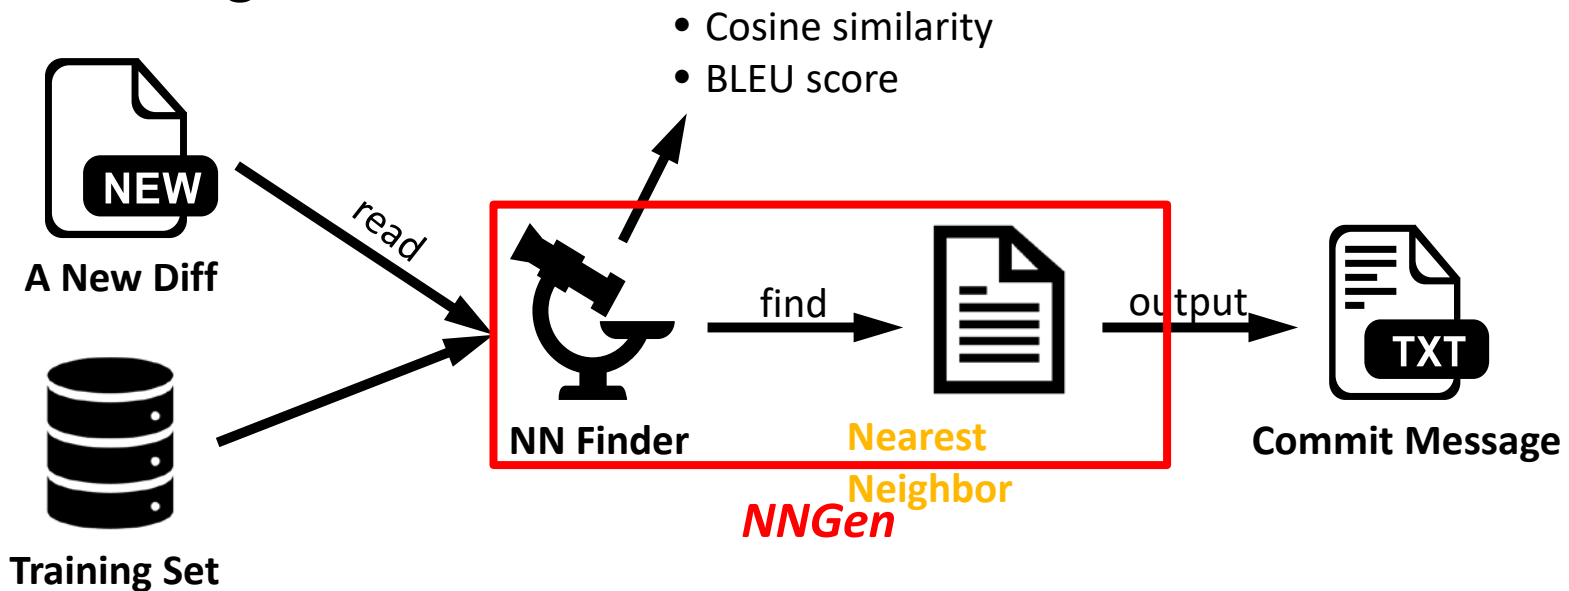 • Cosine similarity
• BLEU score
NEW
A New Diff
read
find
output
TXT
NN Finder
Nearest
Neighbor
Commit Message
NNGen
Training Set